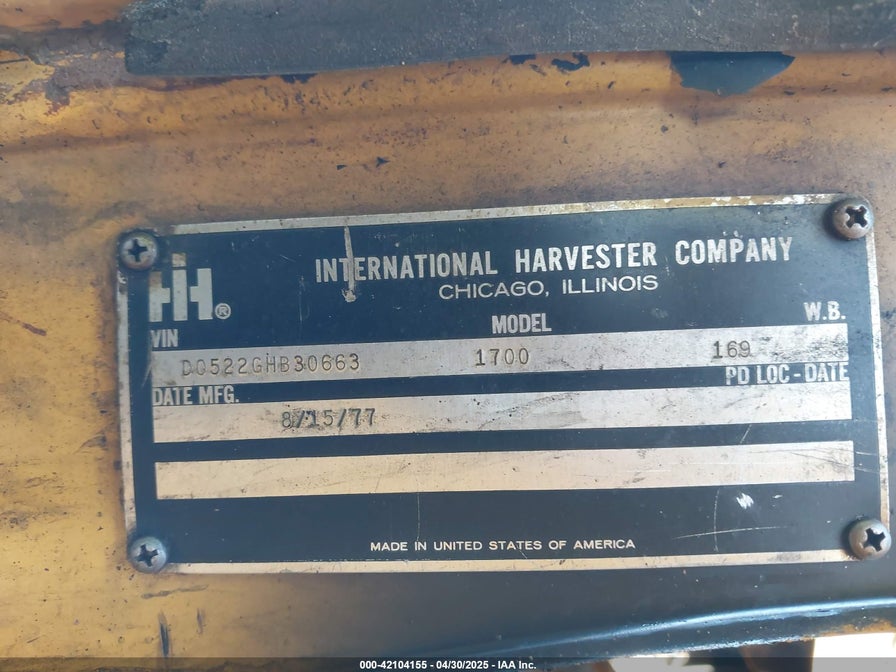 INTERNATIONAL HARVESTER COMPANY
CHICAGO, ILLINOIS
IH®
VIN MODEL W.B.
D0522GHB30663 1700 169
DATE MFG. PD LOC-DATE
8/15/77
MADE IN UNITED STATES OF AMERICA
000-42104155 - 04/30/2025 - IAA Inc.